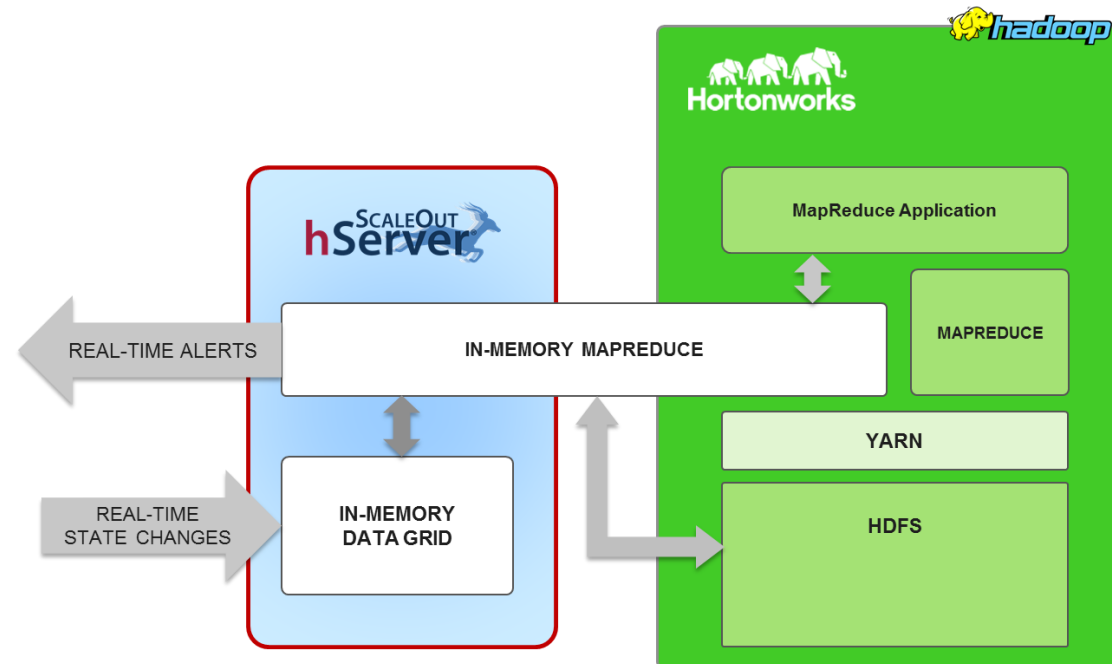 hadoop
Hortonworks
MapReduce Application
SCALEOUT
hServer
IN-MEMORY MAPREDUCE
MAPREDUCE
REAL-TIME ALERTS
YARN
REAL-TIME
STATE CHANGES
IN-MEMORY
DATA GRID
HDFS